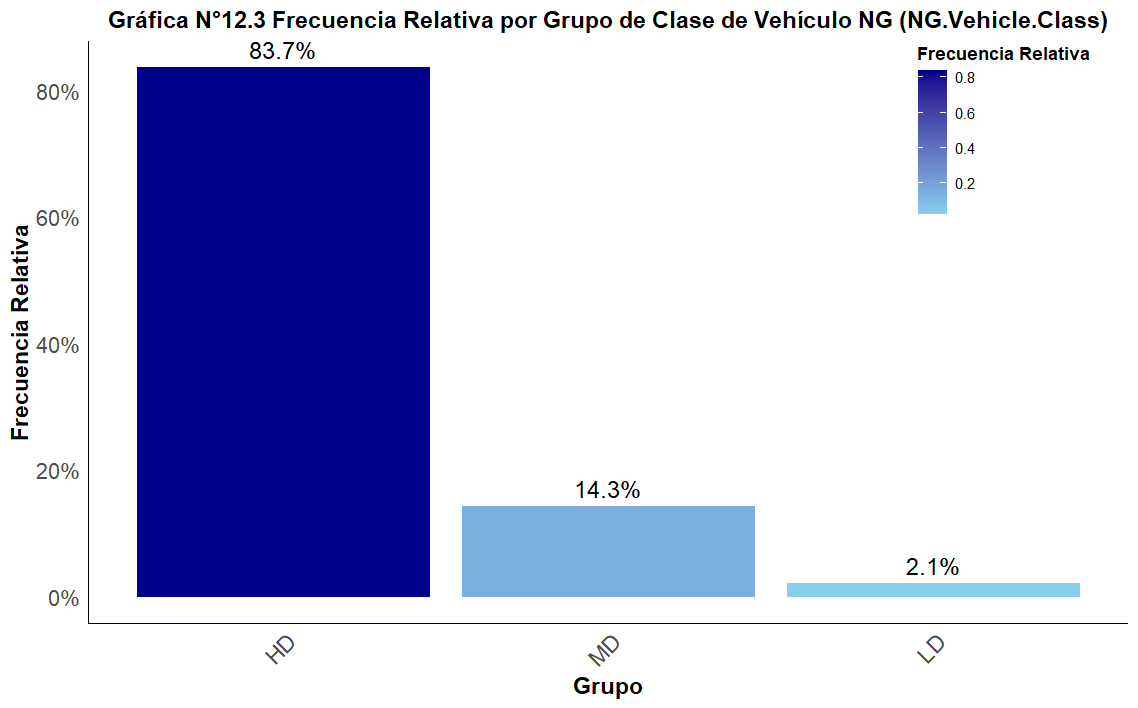 Gráfica N°12.3 Frecuencia Relativa por Grupo de Clase de Vehículo NG (NG.Vehicle.Class)
83.7%
Frecuencia Relativa
0.8
0.6
0.4
0.2
80%
60%
40%
20%
0%
Frecuencia Relativa
14.3%
2.1%
HD
MD
LD
Grupo